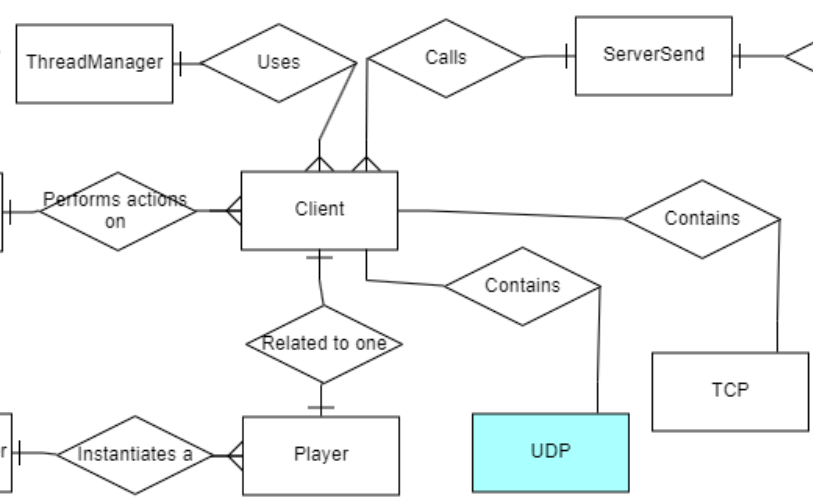 ThreadManager
Uses
Calls
ServerSend
Performs actions
on
Client
Contains
Contains
Related to one
TCP
r
Instantiates a
Player
UDP